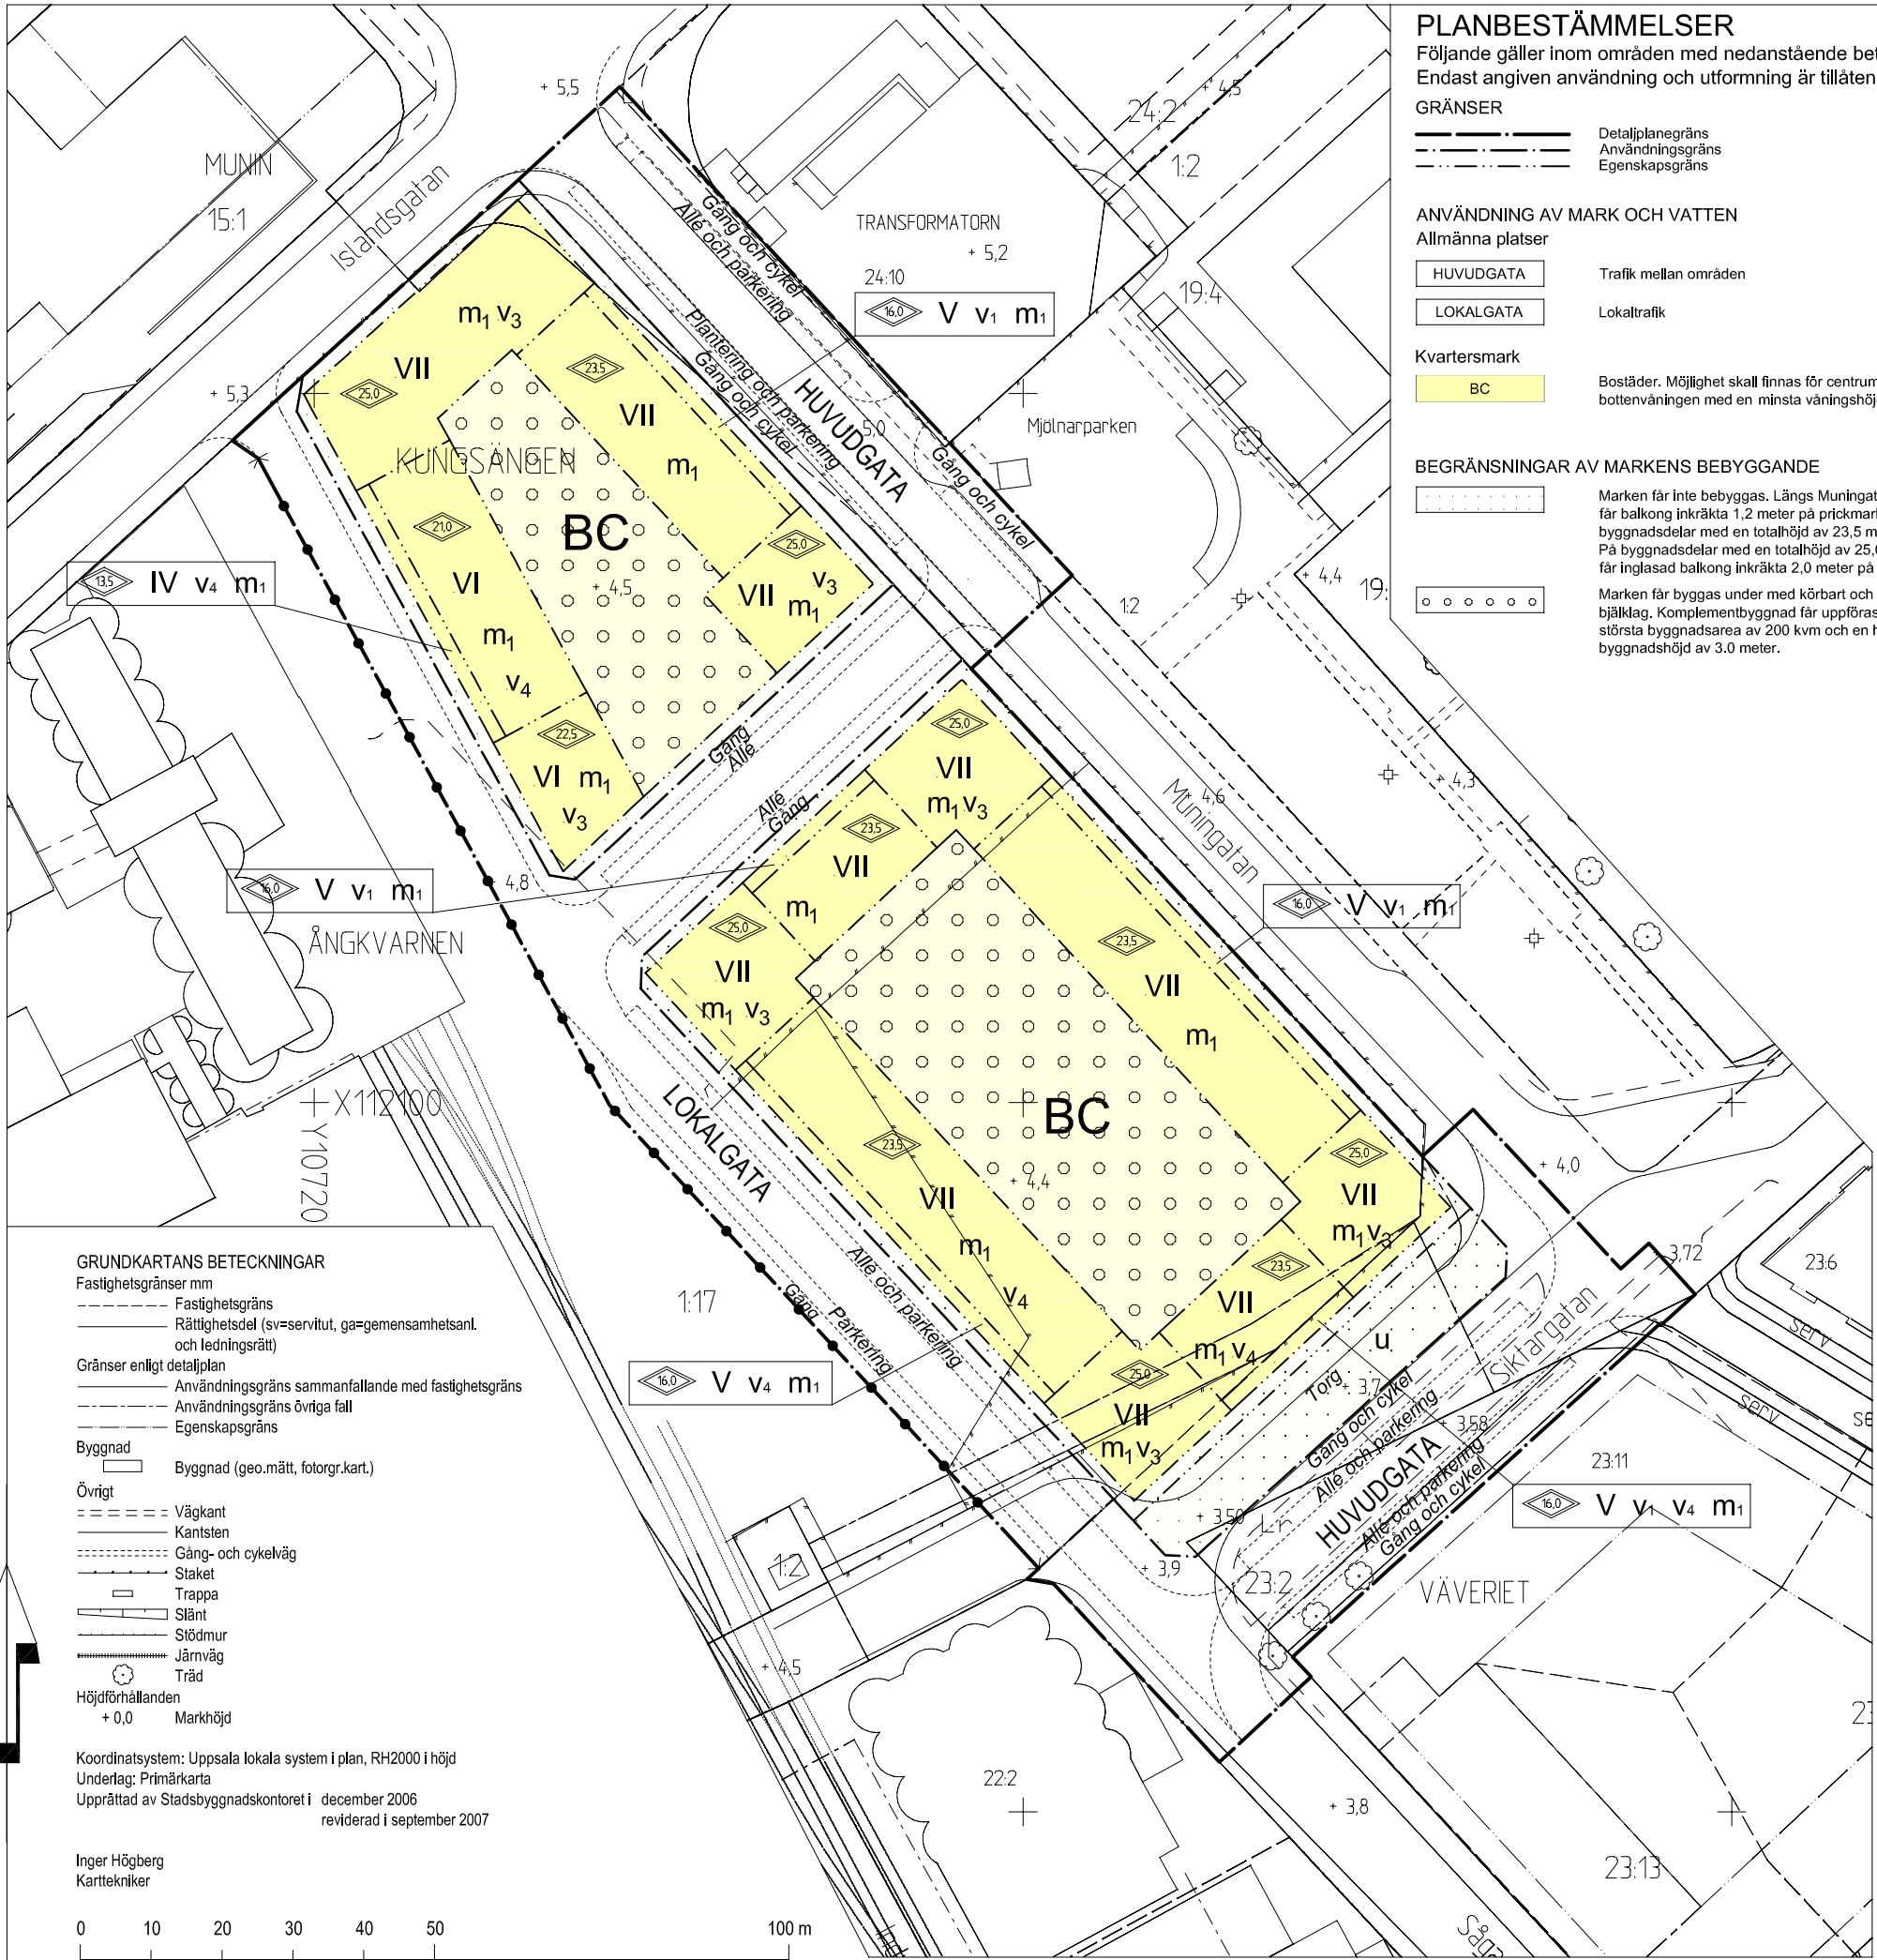 PLANBESTÄMMELSER
Följande gäller inom områden med nedanstående
Endast angiven användning och utformning är tillåten
GRÄNSER
Detaljplanegräns
Användningsgräns
Egenskapsgräns
ANVÄNDNING AV MARK OCH VATTEN
Allmänna platser
HUVUDGATA Trafik mellan områden
LOKALGATA Lokaltrafik
Kvartersmark
BC Bostäder. Möjlighet skall finnas för centrum
bottenvåningen med en minsta
BEGRÄNSNINGAR AV MARKENS BEBYGGANDE
Marken får inte bebyggas. Längs
får balkong inkräkta 1,2 meter på
byggnadsdelar med en totalhöjd av 23,5 m
På byggnadsdelar med en totalhöjd av 25,
får inglasad balkong inkräkta 2,0 meter på
Marken får byggas under med körbart och
bjälklag. Komplementbyggnad får uppföras
största byggnadsarea av 200 kvm och en
byggnadshöjd av 3.0 meter.
MUNIN
15:1
Islandsgatan
+ 5,5
+ 4,5
24:2
1:2
TRANSFORMATORN
+ 5,2
24:10
16,0 V v1 m1
19:4
Gång och cykel
Allé och parkering
Plantering och parkering
Gång och cykel
HUVUDGATA
5,0
Gång och cykel
Mjölnarparken
+ 5,3
m1 v3
VII
25,0
23,5
VII
m1
KUNGSÄNGEN
BC
+ 4,5
21,0
VI
m1
v4
25,0
v3
VII m1
22,5
VI m1
v3
13,5 IV v4 m1
+ 4,4
19:
1:2
Gång
Allé
Allé
Gång
+ 4,3
+ 4,6
Muningatan
25,0
VII
m1 v3
23,5
VII
m1
25,0
VII
m1 v3
16,0 V v1 m1
4,8
ÅNGKVARNEN
16,0 V v1 m1
23,5
VII
m1
X112100
Y10720
LOKALGATA
BC
+ 4,4
23,5
VII
m1
v4
25,0
VII
m1 v3
23,5
VII
m1 v4
25,0
VII
m1 v3
+ 4,0
3,72
23:6
serv
serv
se
1:17
Gång
Parkering
Allé och parkering
16,0 V v4 m1
u
Torg
+ 3,7
Gång och cykel
Allé och parkering
+ 3,58
HUVUDGATA
Allé och parkering
Gång och cykel
Siktargatan
23:11
16,0 V v1 v4 m1
+ 3,50
+ 3,9
23:2
VÄVERIET
1:2
+ 4,5
22:2
+ 3,8
23:13
23
Sågs
GRUNDKARTANS BETECKNINGAR
Fastighetsgränser mm
Fastighetsgräns
Rättighetsdel (sv=servitut, ga=gemensamhetsanl.
och ledningsrätt)
Gränser enligt detaljplan
Användningsgräns sammanfallande med fastighetsgräns
Användningsgräns övriga fall
Egenskapsgräns
Byggnad
Byggnad (geo.mätt, fotorgr.kart.)
Övrigt
Vägkant
Kantsten
Gång- och cykelväg
Staket
Trappa
Slänt
Stödmur
Järnväg
Träd
Höjdförhållanden
+ 0,0 Markhöjd
Koordinatsystem: Uppsala lokala system i plan, RH2000 i höjd
Underlag: Primärkarta
Upprättad av Stadsbyggnadskontoret i december 2006
reviderad i september 2007
Inger Högberg
Karttekniker
0 10 20 30 40 50 100 m